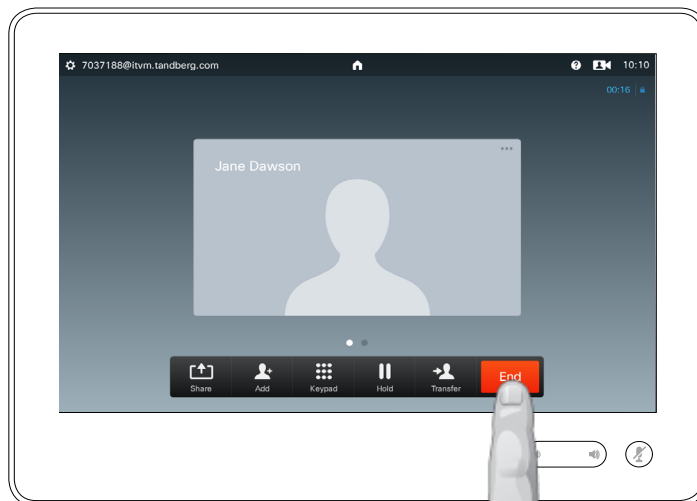 7037188@itvm.tandberg.com
10:10
00:16
Jane Dawson
Share
Add
Keypad
Hold
Transfer
End